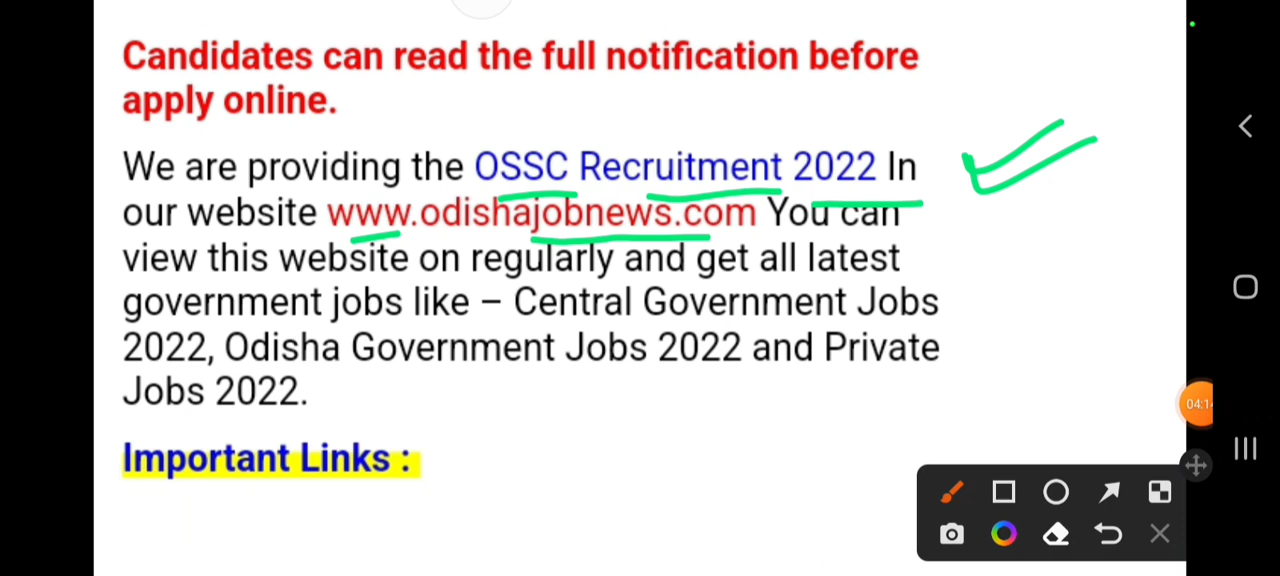 Candidates can read the full notification before
apply online.
We are providing the OSSC Recruitment 2022 In
our website www.odishajobnews.com You can
view this website on regularly and get all latest
government jobs like – Central Government Jobs
2022, Odisha Government Jobs 2022 and Private
Jobs 2022.
Important Links :